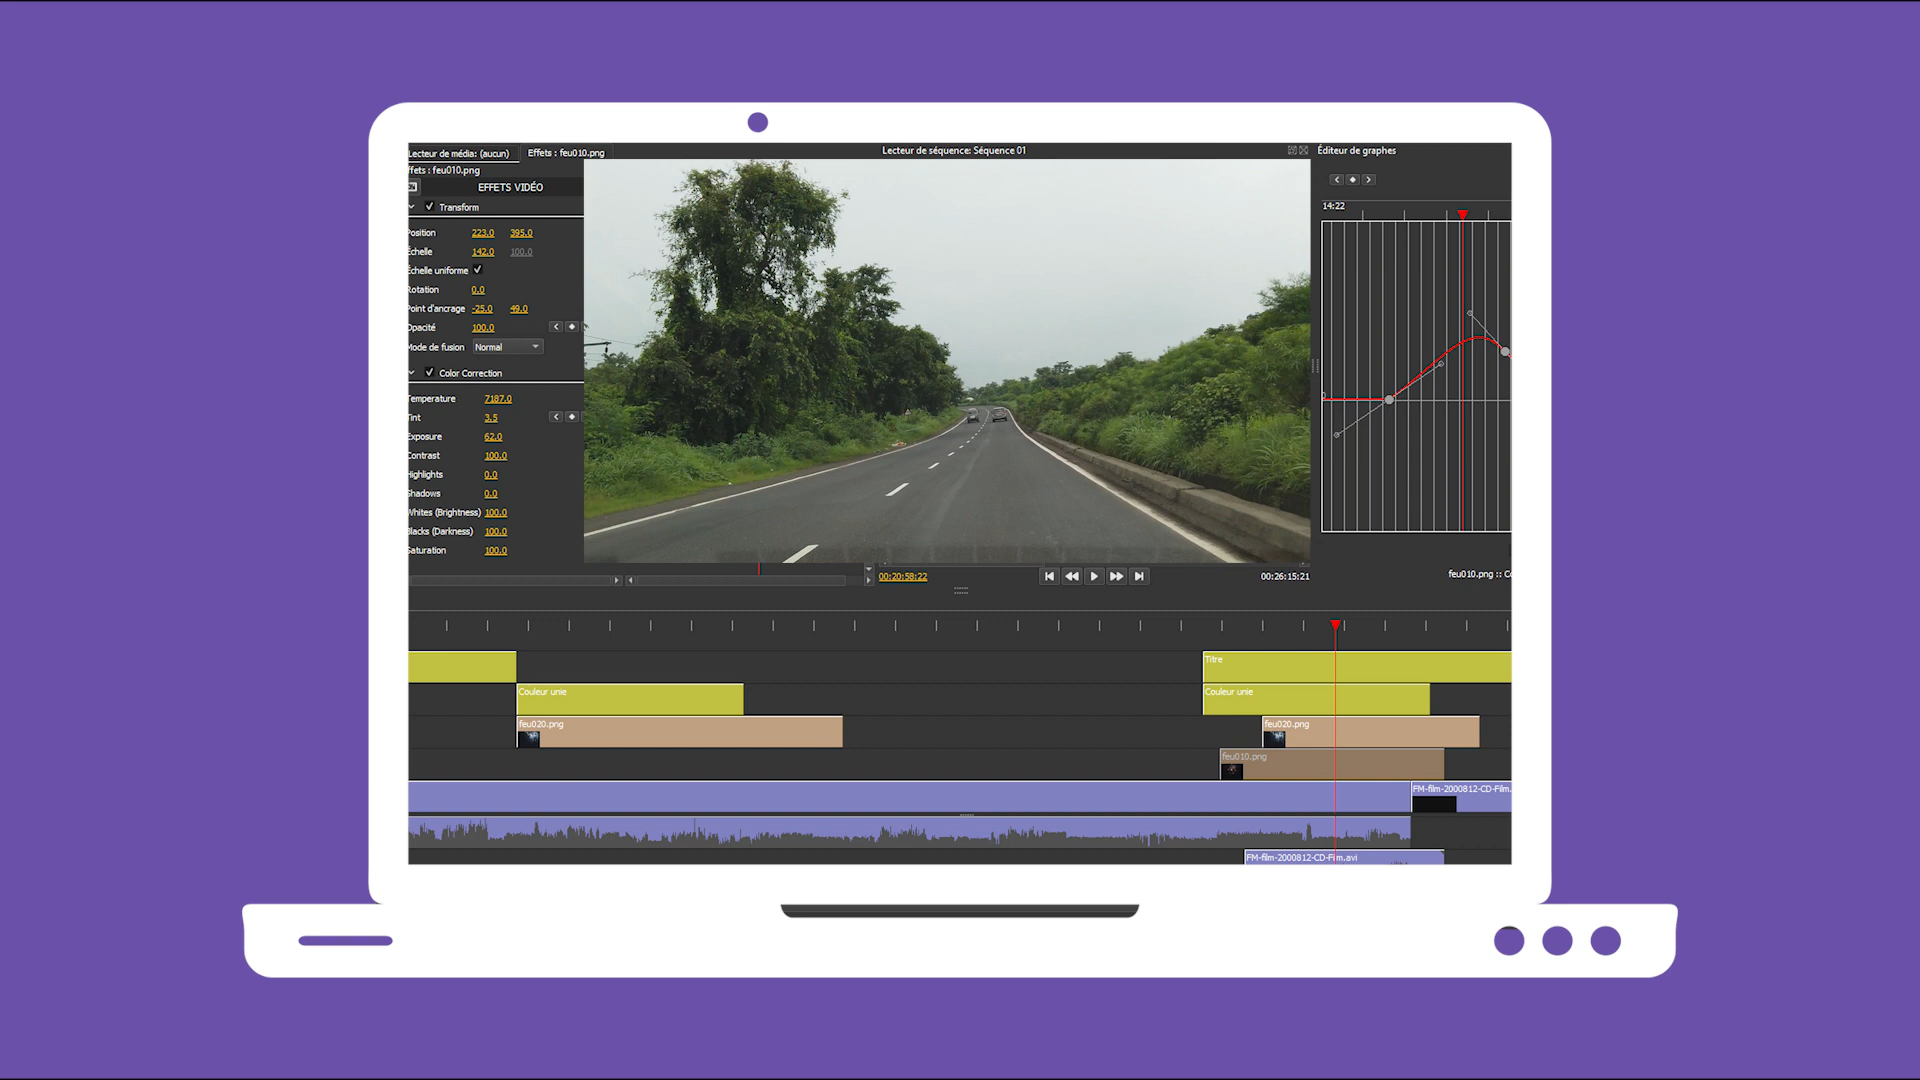 Lecteur de média: (aucun)
Effets : feu010.png
Lecteur de séquence: Séquence 01
Éditeur de graphes
ffets : feu010.png
EFFETS VIDÉO
Transform
Position 223.0 395.0
Échelle 142.0 100.0
Échelle uniforme
Rotation 0.0
Point d'ancrage -25.0 49.0
Opacité 100.0
Mode de fusion Normal
Color Correction
Temperature 7187.0
Tint 3.5
Exposure 62.0
Contrast 100.0
Highlights 0.0
Shadows 0.0
Whites (Brightness) 100.0
Blacks (Darkness) 100.0
Saturation 100.0
14:22
00:20:58:22
00:26:15:21
feu010.png :: Co
Titre
Couleur unie
Couleur unie
feu020.png
feu020.png
feu010.png
FM-film-2000812-CD-Film.
FM-film-2000812-CD-Film.avi